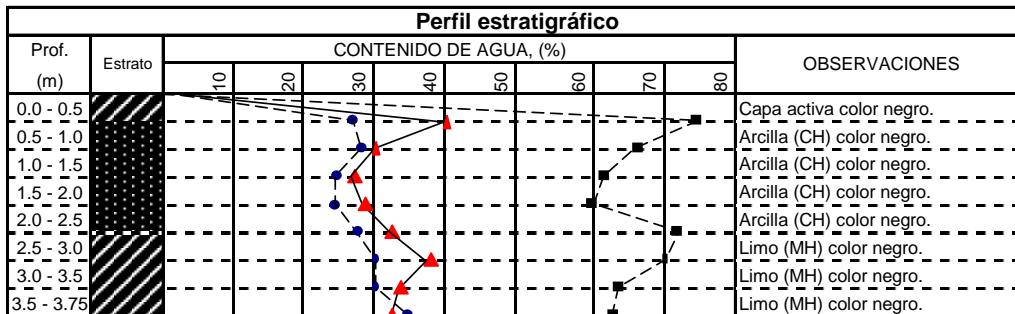 Perfil estratigráfico
Prof.
(m)
Estrato
CONTENIDO DE AGUA, (%)
OBSERVACIONES
10
20
30
40
50
60
70
80
0.0 - 0.5
Capa activa color negro.
0.5 - 1.0
Arcilla (CH) color negro.
1.0 - 1.5
Arcilla (CH) color negro.
1.5 - 2.0
Arcilla (CH) color negro.
2.0 - 2.5
Arcilla (CH) color negro.
2.5 - 3.0
Limo (MH) color negro.
3.0 - 3.5
Limo (MH) color negro.
3.5 - 3.75
Limo (MH) color negro.